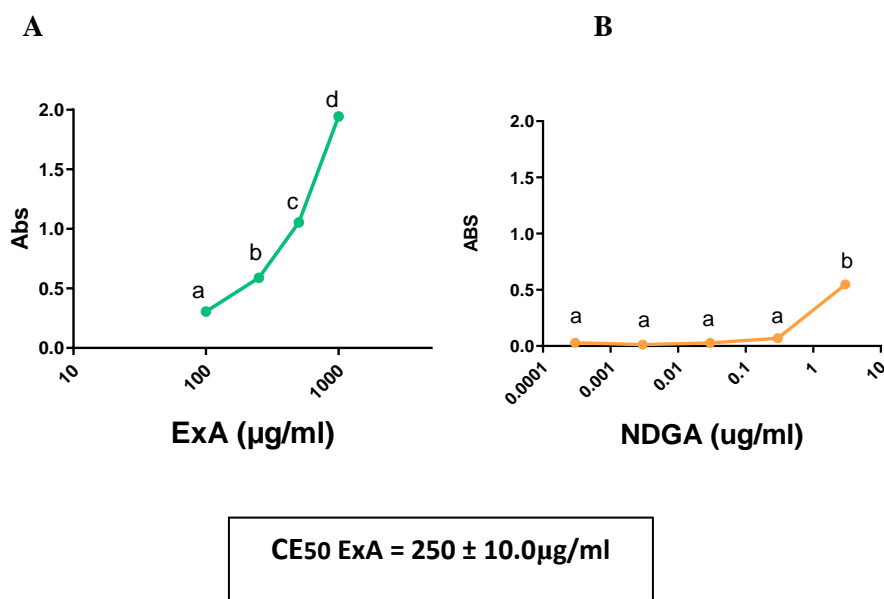 A
B
d
2.0
1.5
c
1.0
b
0.5
a
0.0
Abs
10
100
1000
ExA (µg/ml)
2.0
1.5
1.0
b
0.5
a
a
a
a
0.0
ABS
0.0001
0.001
0.01
0.1
1
10
NDGA (ug/ml)
CE50 ExA = 250 ± 10.0µg/ml